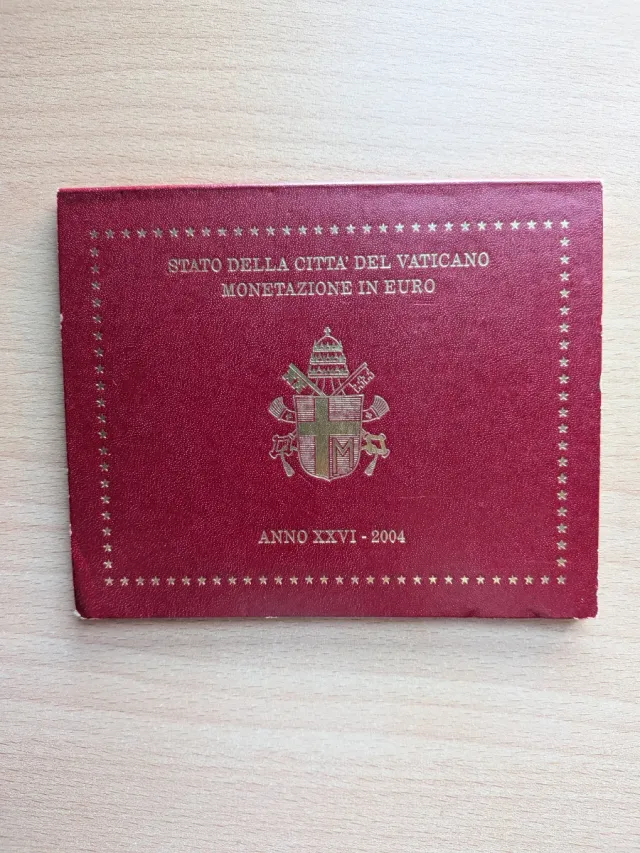 STATO DELLA CITTA' DEL VATICANO
MONETAZIONE IN EURO
M
ANNO XXVI - 2004